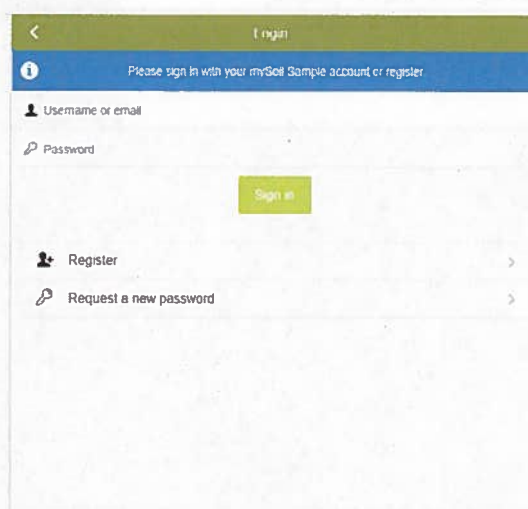 Login
Please sign in with your mySoil Sample account or register
Username or email
Password
Sign in
Register
Request a new password